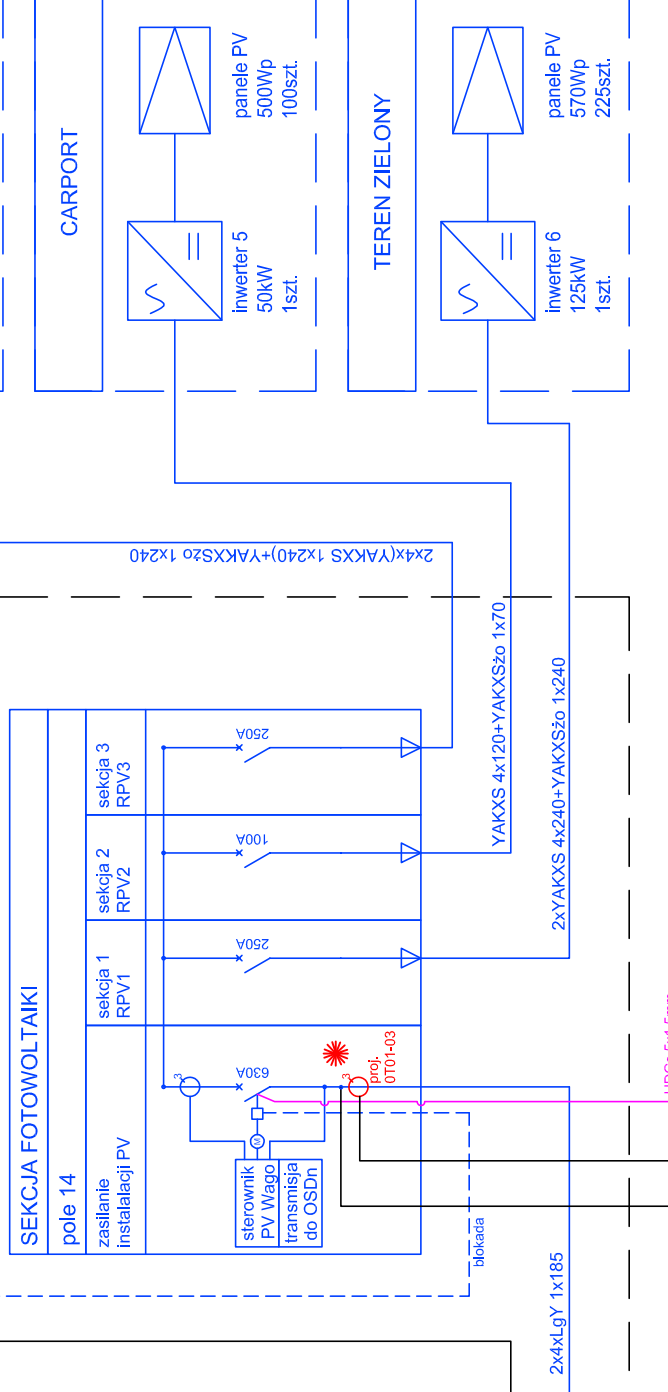 CARPORT
panele PV
500Wp
100szt.
inwerter 5
50kW
1szt.
TEREN ZIELONY
panele PV
570Wp
225szt.
inwerter 6
125kW
1szt.
2x4x(YAKXS 1x240)+YAKXSżo 1x240
YAKXS 4x120+YAKXSżo 1x70
2xYAKXS 4x240+YAKXSżo 1x240
SEKCJA FOTOWOLTAIKI
pole 14
sekcja 3
RPV3
250A
sekcja 2
RPV2
100A
sekcja 1
RPV1
250A
zasilanie
instalalacji PV
3
630A
3
proj.
0T01-03
M
sterownik
PV Wago
transmisja
do OSDn
blokada
2x4xLgY 1x185